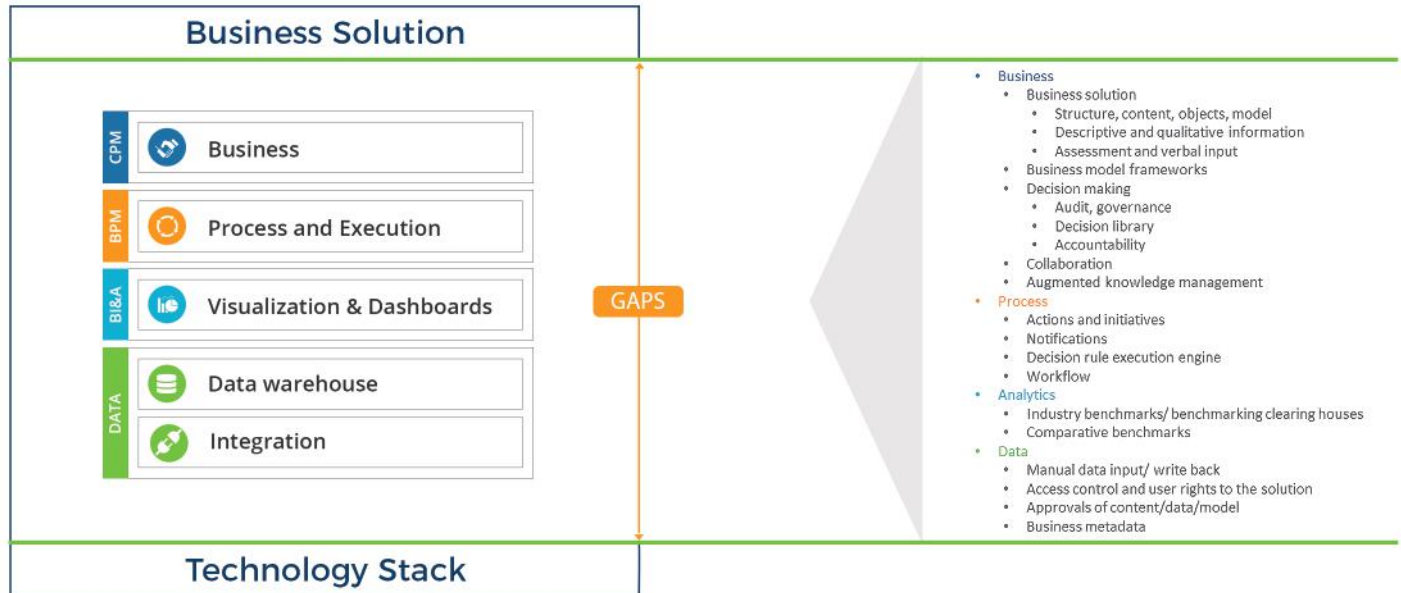 Business Solution
CPM
Business
BPM
Process and Execution
BI&A
Visualization & Dashboards
DATA
Data warehouse
Integration
GAPS
Technology Stack
• Business
• Business solution
• Structure, content, objects, model
• Descriptive and qualitative information
• Assessment and verbal input
• Business model frameworks
• Decision making
• Audit, governance
• Decision library
• Accountability
• Collaboration
• Augmented knowledge management
• Process
• Actions and initiatives
• Notifications
• Decision rule execution engine
• Workflow
• Analytics
• Industry benchmarks/ benchmarking clearing houses
• Comparative benchmarks
• Data
• Manual data input/ write back
• Access control and user rights to the solution
• Approvals of content/data/model
• Business metadata